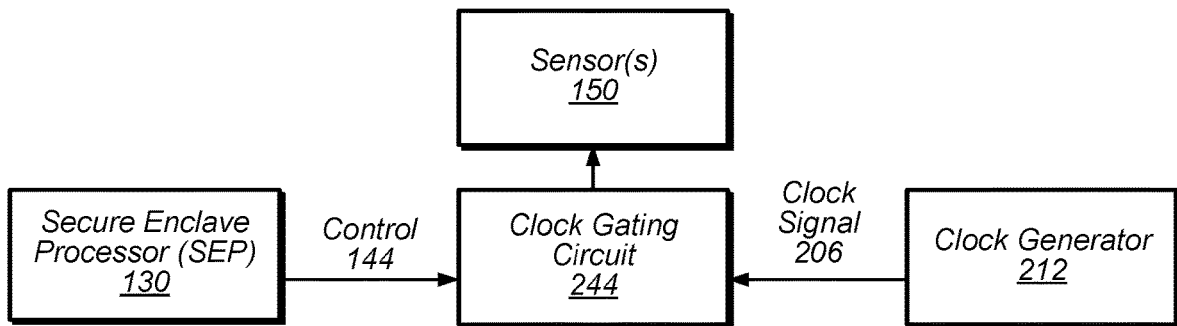 Sensor(s)
150
Secure Enclave
Processor (SEP)
130
Control
144
Clock Gating
Circuit
244
Clock
Signal
206
Clock Generator
212